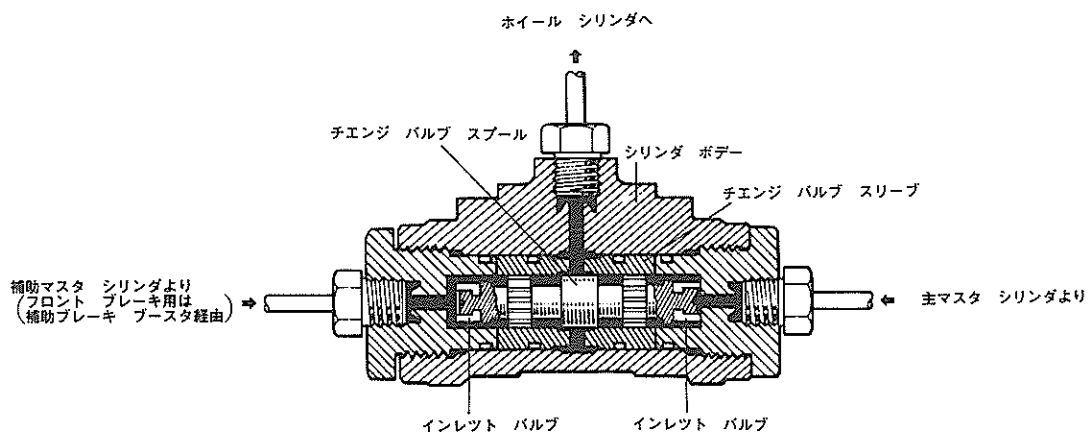 ホイール シリンダへ
チエンジ バルブ スプール
シリンダ ボデー
チエンジ バルブ スリーブ
補助マスタ シリンダより
(フロント ブレーキ用は
補助ブレーキ ブースタ経由)
主マスタ シリンダより
インレツト バルブ
インレツト バルブ